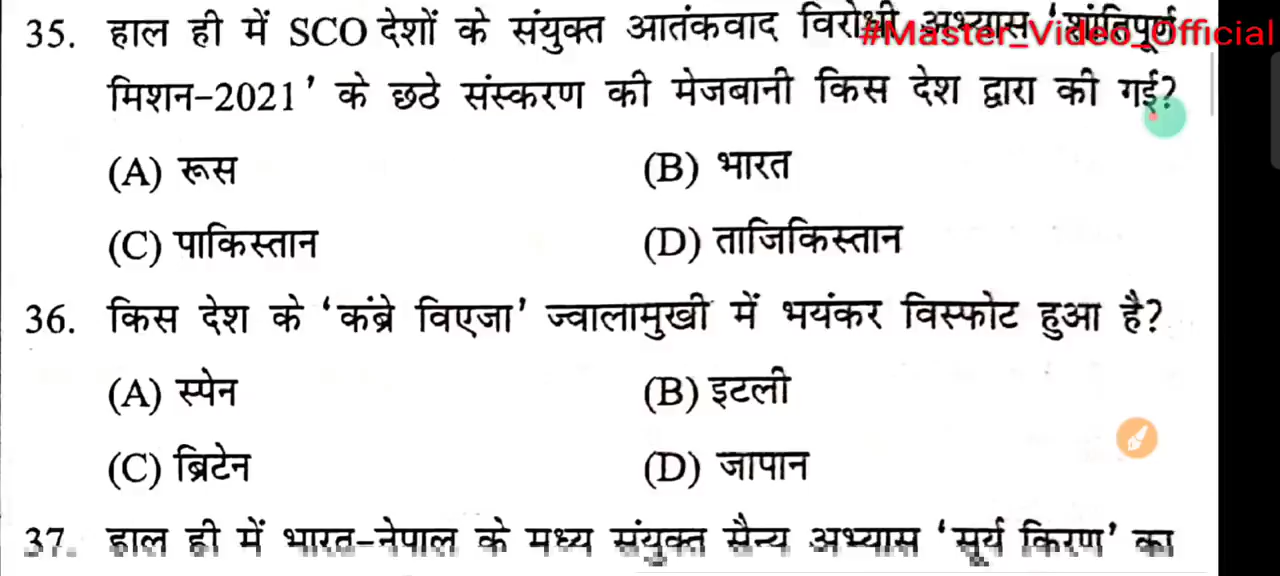 35. हाल ही में SCO देशों के संयुक्त आतंकवाद विरोधी अभ्यास 'शांतिपूर्ण
#Master_Video_Official
मिशन-2021' के छठे संस्करण की मेजबानी किस देश द्वारा की गई?
(A) रूस (B) भारत
(C) पाकिस्तान (D) ताजिकिस्तान
36. किस देश के 'कंब्रे विएजा' ज्वालामुखी में भयंकर विस्फोट हुआ है?
(A) स्पेन (B) इटली
(C) ब्रिटेन (D) जापान
37. हाल ही में भारत-नेपाल के मध्य संयुक्त सैन्य अभ्यास 'सूर्य किरण' का